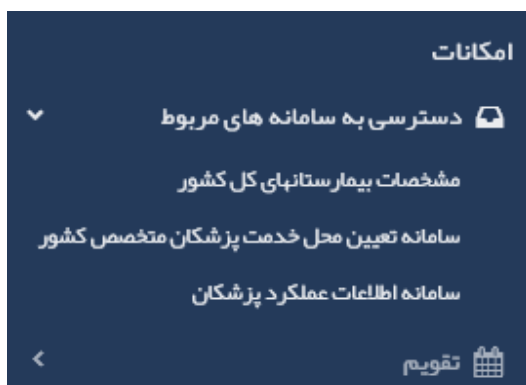 امکانات
دسترسی به سامانه های مربوط
مشخصات بیمارستانهای کل کشور
سامانه تعیین محل خدمت پزشکان متخصص کشور
سامانه اطلاعات عملکرد پزشکان
تقویم